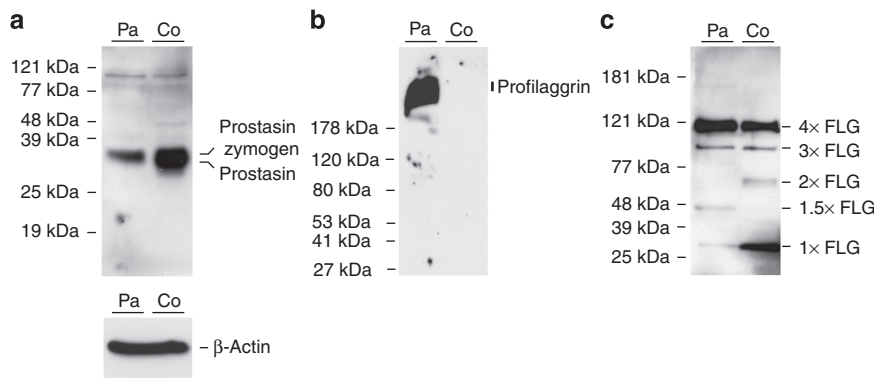 a
Pa Co
121 kDa
77 kDa
48 kDa
39 kDa
25 kDa
19 kDa
Prostasin
zymogen
Prostasin
Pa Co
β-Actin
b
Pa Co
Profilaggrin
178 kDa
120 kDa
80 kDa
53 kDa
41 kDa
27 kDa
c
Pa Co
181 kDa
121 kDa
77 kDa
48 kDa
39 kDa
25 kDa
4× FLG
3× FLG
2× FLG
1.5× FLG
1× FLG